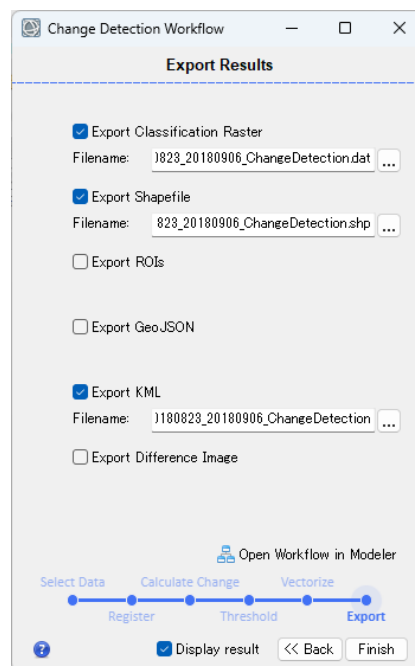 Change Detection Workflow
Export Results
Export Classification Raster
Filename: )823_20180906_ChangeDetection.dat ...
Export Shapefile
Filename: 823_20180906_ChangeDetection.shp ...
Export ROIs
Export GeoJSON
Export KML
Filename: )180823_20180906_ChangeDetection ...
Export Difference Image
Open Workflow in Modeler
Select Data Calculate Change Vectorize
Register Threshold Export
? Display result << Back Finish